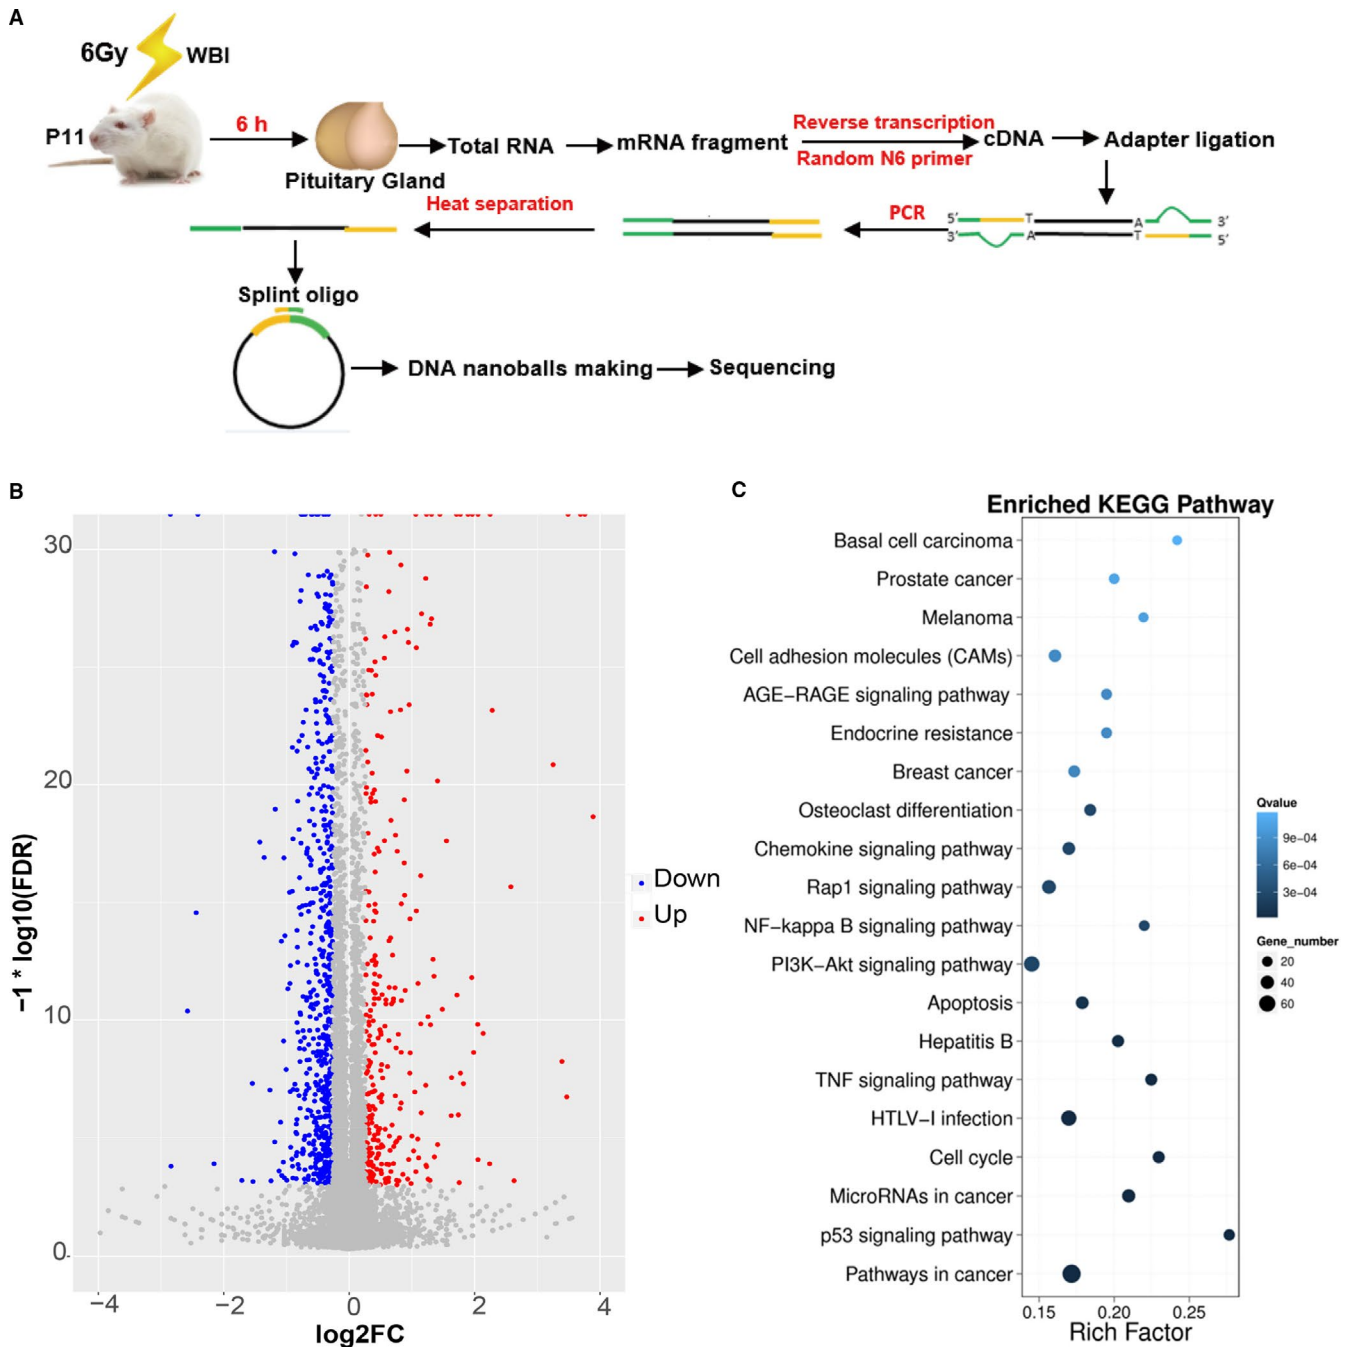 A
6Gy
WBI
P11
6 h
Pituitary Gland
Total RNA
mRNA fragment
Reverse transcription
Random N6 primer
cDNA
Adapter ligation
Heat separation
PCR
5′
T
A
3′
3′
A
T
5′
Splint oligo
DNA nanoballs making
Sequencing
B
30
20
10
0
−1 * log10(FDR)
−4
−2
0
2
4
log2FC
Down
Up
C
Enriched KEGG Pathway
Basal cell carcinoma
Prostate cancer
Melanoma
Cell adhesion molecules (CAMs)
AGE−RAGE signaling pathway
Endocrine resistance
Breast cancer
Osteoclast differentiation
Chemokine signaling pathway
Rap1 signaling pathway
NF−kappa B signaling pathway
PI3K−Akt signaling pathway
Apoptosis
Hepatitis B
TNF signaling pathway
HTLV−I infection
Cell cycle
MicroRNAs in cancer
p53 signaling pathway
Pathways in cancer
0.15
0.20
0.25
Rich Factor
Qvalue
9e−04
6e−04
3e−04
Gene_number
20
40
60